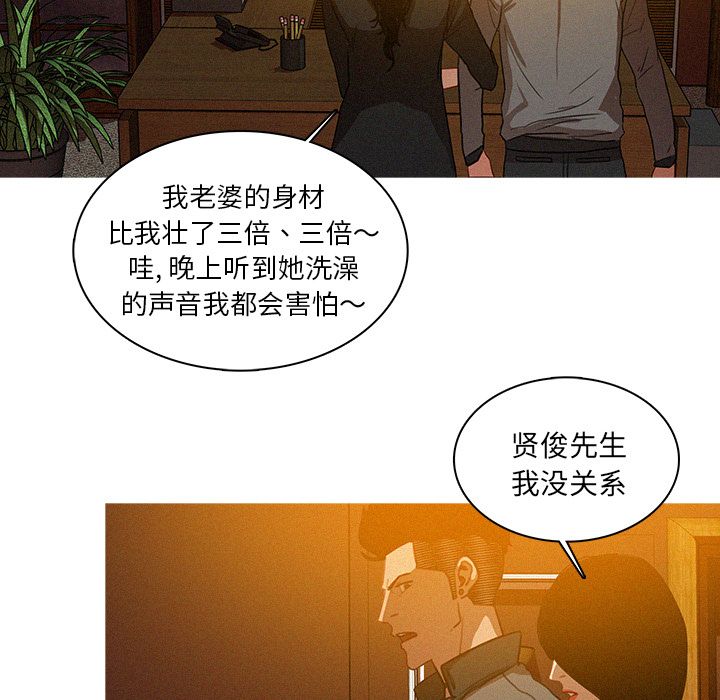 我老婆的身材
比我壮了三倍、三倍～
哇,晚上听到她洗澡
的声音我都会害怕～
贤俊先生
我没关系